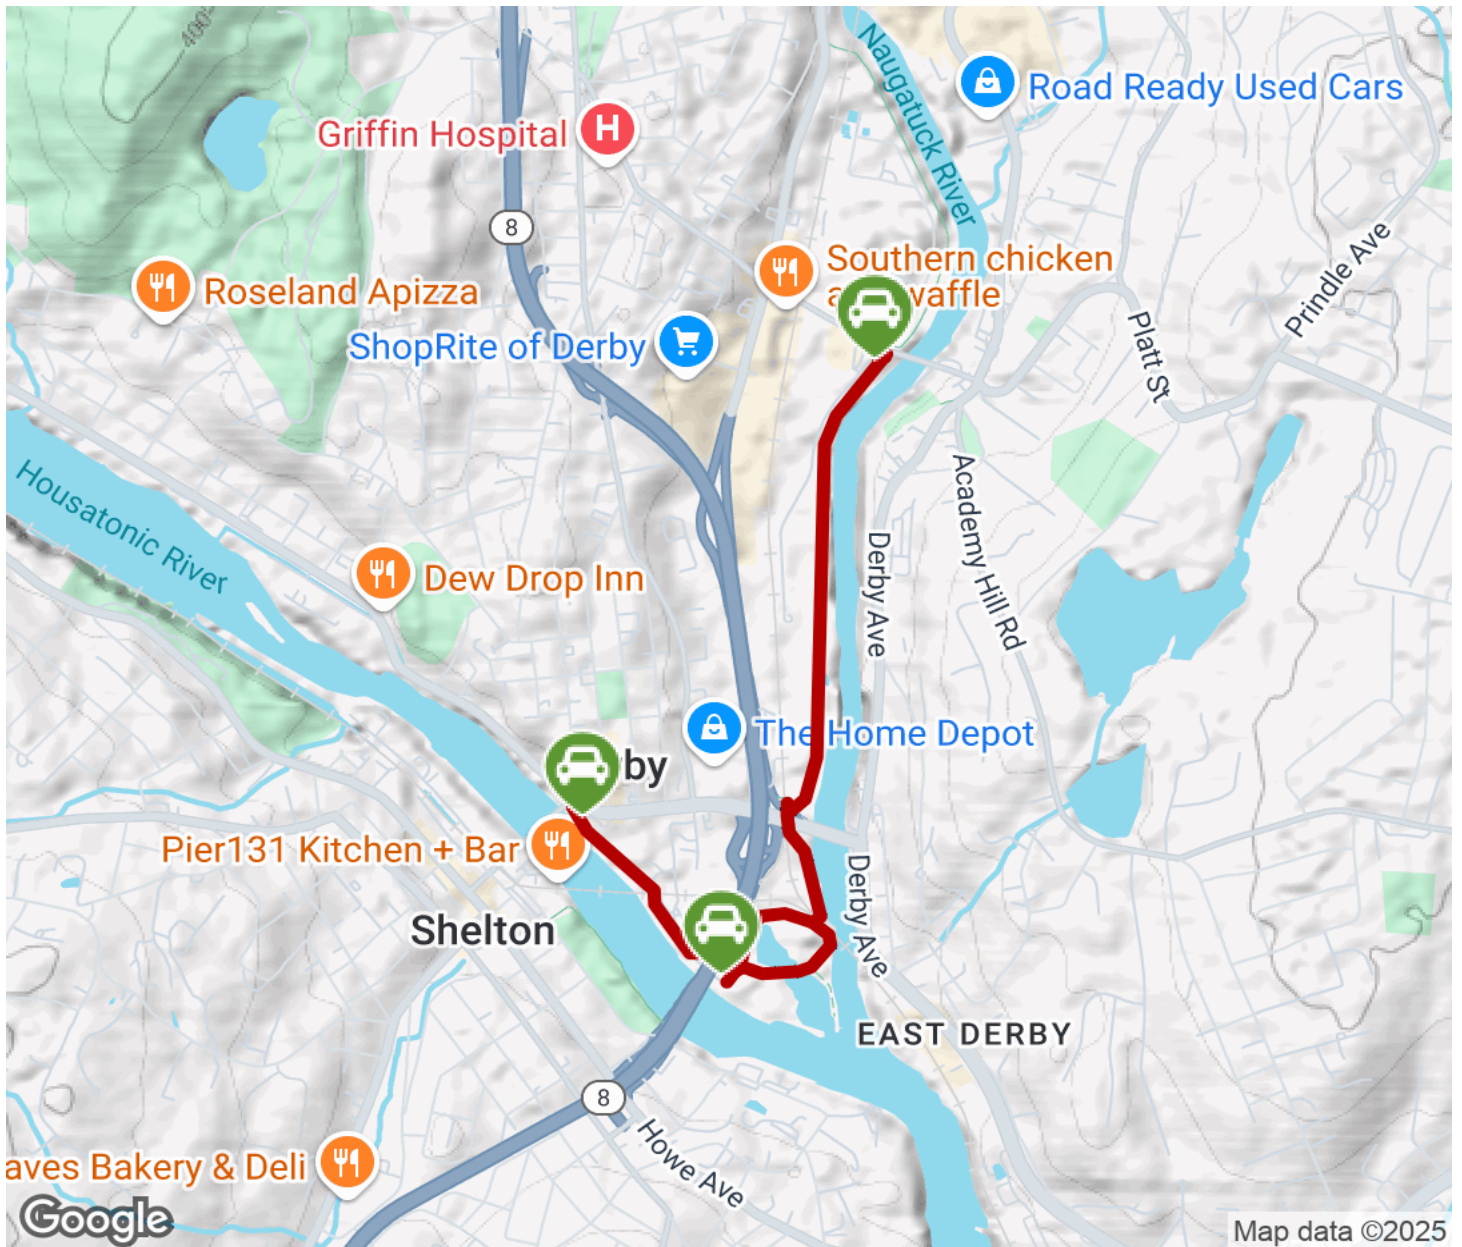 400
Naugatuck River
Road Ready Used Cars
Griffin Hospital
H
8
Southern chicken
a waffle
Roseland Apizza
Prindle Ave
ShopRite of Derby
Platt St
Housatonic River
Academy Hill Rd
Derby Ave
Dew Drop Inn
The Home Depot
by
Pier131 Kitchen + Bar
Derby Ave
Shelton
EAST DERBY
8
Howe Ave
aves Bakery & Deli
Google
Map data ©2025